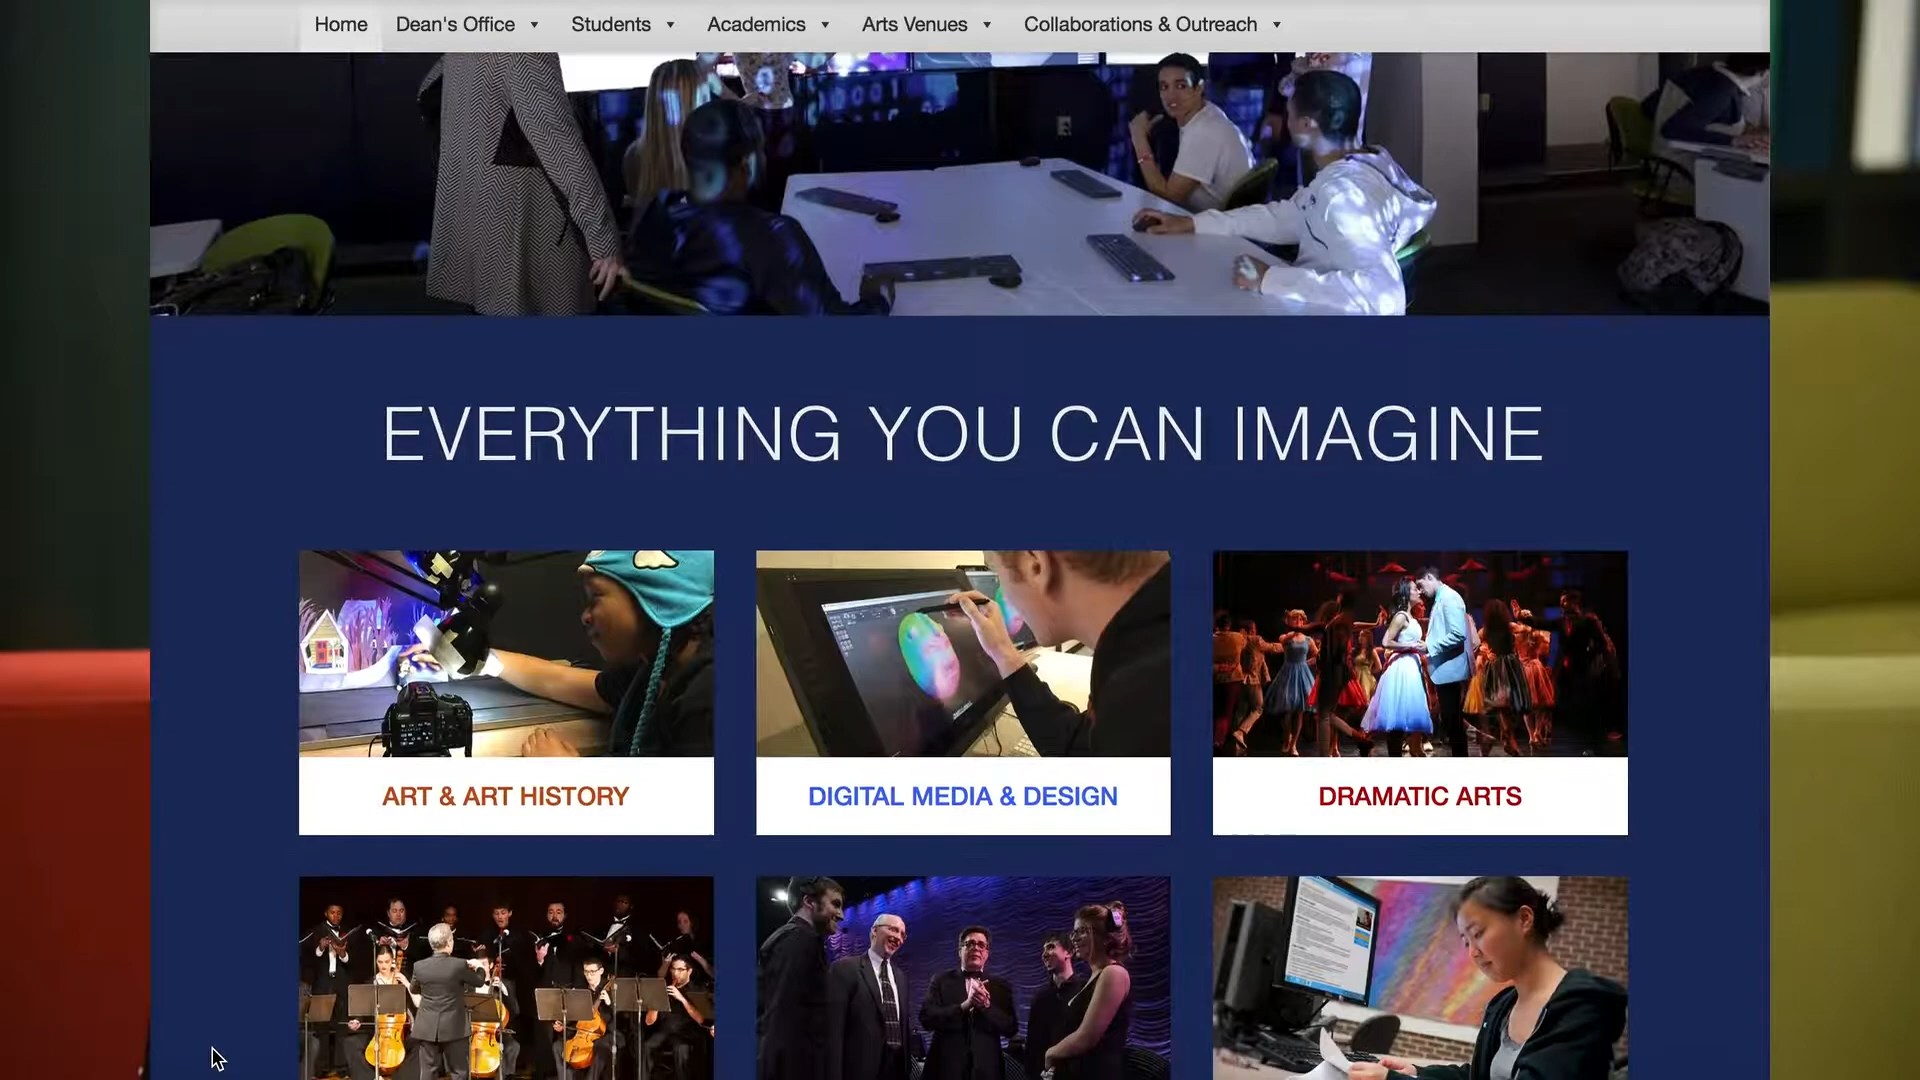 Home Dean's Office Students Academics Arts Venues Collaborations & Outreach
EVERYTHING YOU CAN IMAGINE
ART & ART HISTORY DIGITAL MEDIA & DESIGN DRAMATIC ARTS